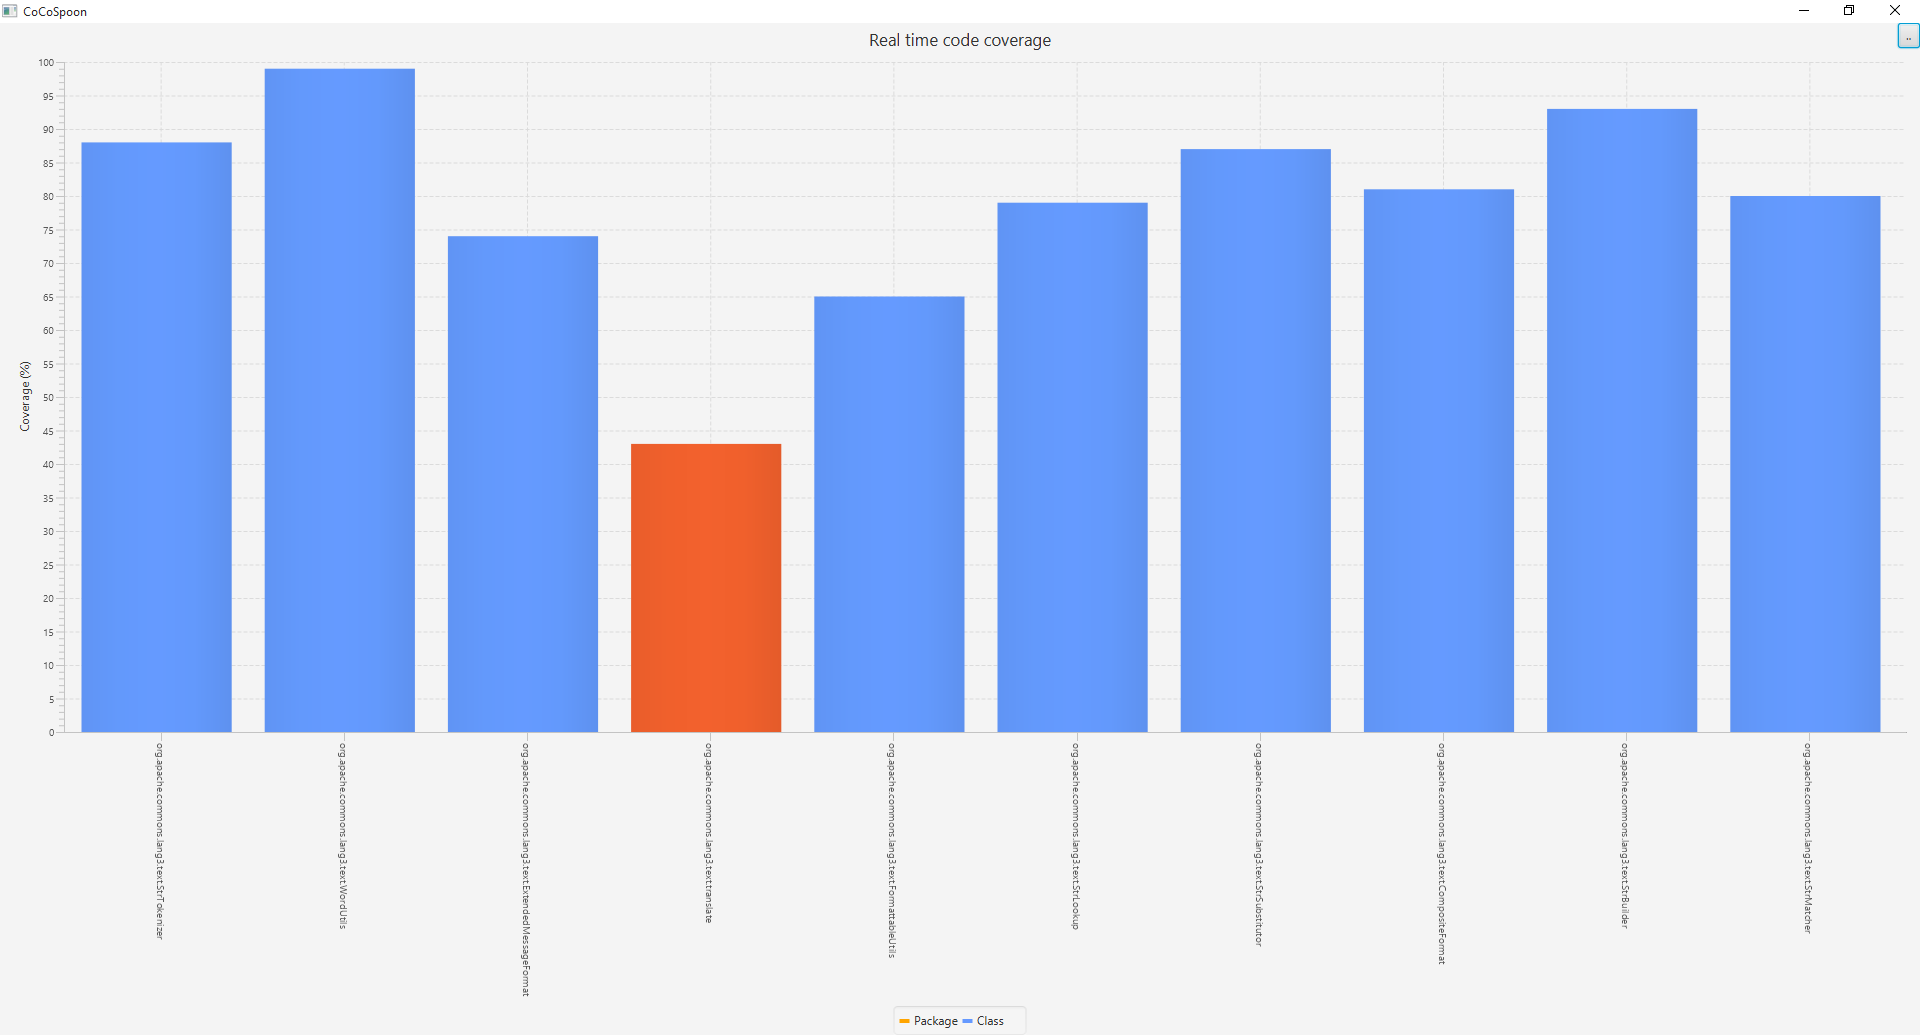 CoCoSpoon
Real time code coverage
..
100
95
90
85
80
75
70
65
60
55
50
45
40
35
30
25
20
15
10
5
0
Coverage (%)
org.apache.commons.lang3.text.StrTokenizer
org.apache.commons.lang3.text.WordUtils
org.apache.commons.lang3.text.ExtendedMessageFormat
org.apache.commons.lang3.text.translate
org.apache.commons.lang3.text.FormattableUtils
org.apache.commons.lang3.text.StrLookup
org.apache.commons.lang3.text.StrSubstitutor
org.apache.commons.lang3.text.CompositeFormat
org.apache.commons.lang3.text.StrBuilder
org.apache.commons.lang3.text.StrMatcher
Package Class